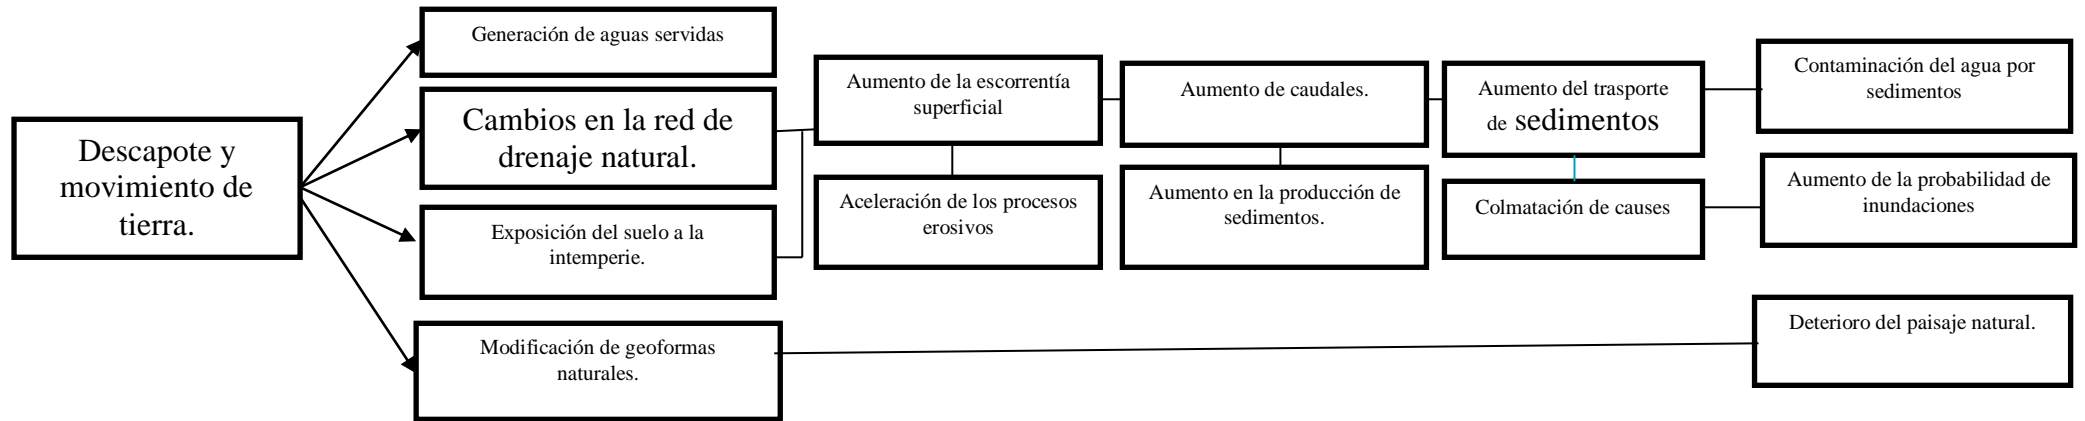 Descapote y
movimiento de
tierra.
Generación de aguas servidas
Cambios en la red de
drenaje natural.
Exposición del suelo a la
intemperie.
Modificación de geoformas
naturales.
Aumento de la escorrentía
superficial
Aceleración de los procesos
erosivos
Aumento de caudales.
Aumento en la producción de
sedimentos.
Aumento del trasporte
de sedimentos
Colmatación de causes
Contaminación del agua por
sedimentos
Aumento de la probabilidad de
inundaciones
Deterioro del paisaje natural.